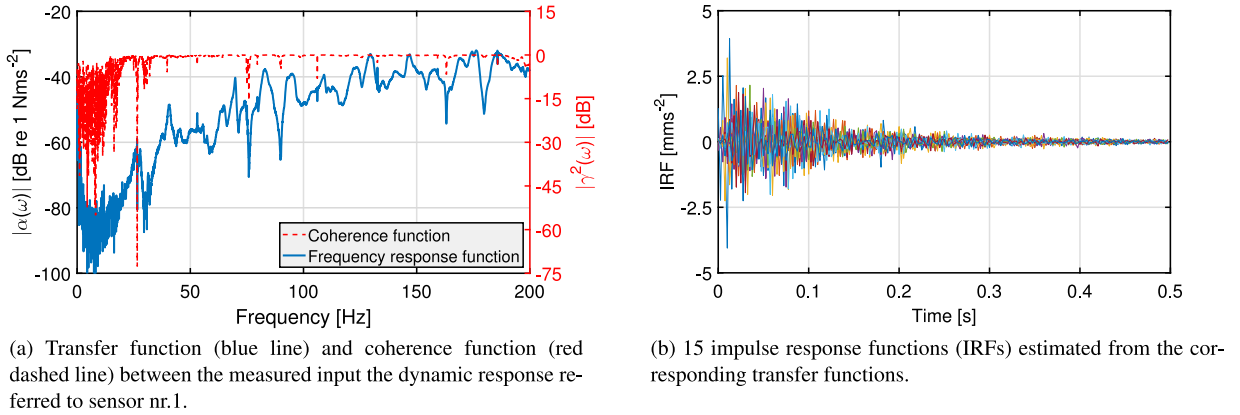 -20
-40
-60
-80
-100
|α(ω)| [dB re 1 Nms⁻²]
15
0
-15
-30
-45
-60
-75
|γ²(ω)| [dB]
Coherence function
Frequency response function
0 50 100 150 200
Frequency [Hz]
5
2.5
0
-2.5
-5
IRF [mms⁻²]
0 0.1 0.2 0.3 0.4 0.5
Time [s]
(a) Transfer function (blue line) and coherence function (red
dashed line) between the measured input the dynamic response re-
ferred to sensor nr.1.
(b) 15 impulse response functions (IRFs) estimated from the cor-
responding transfer functions.